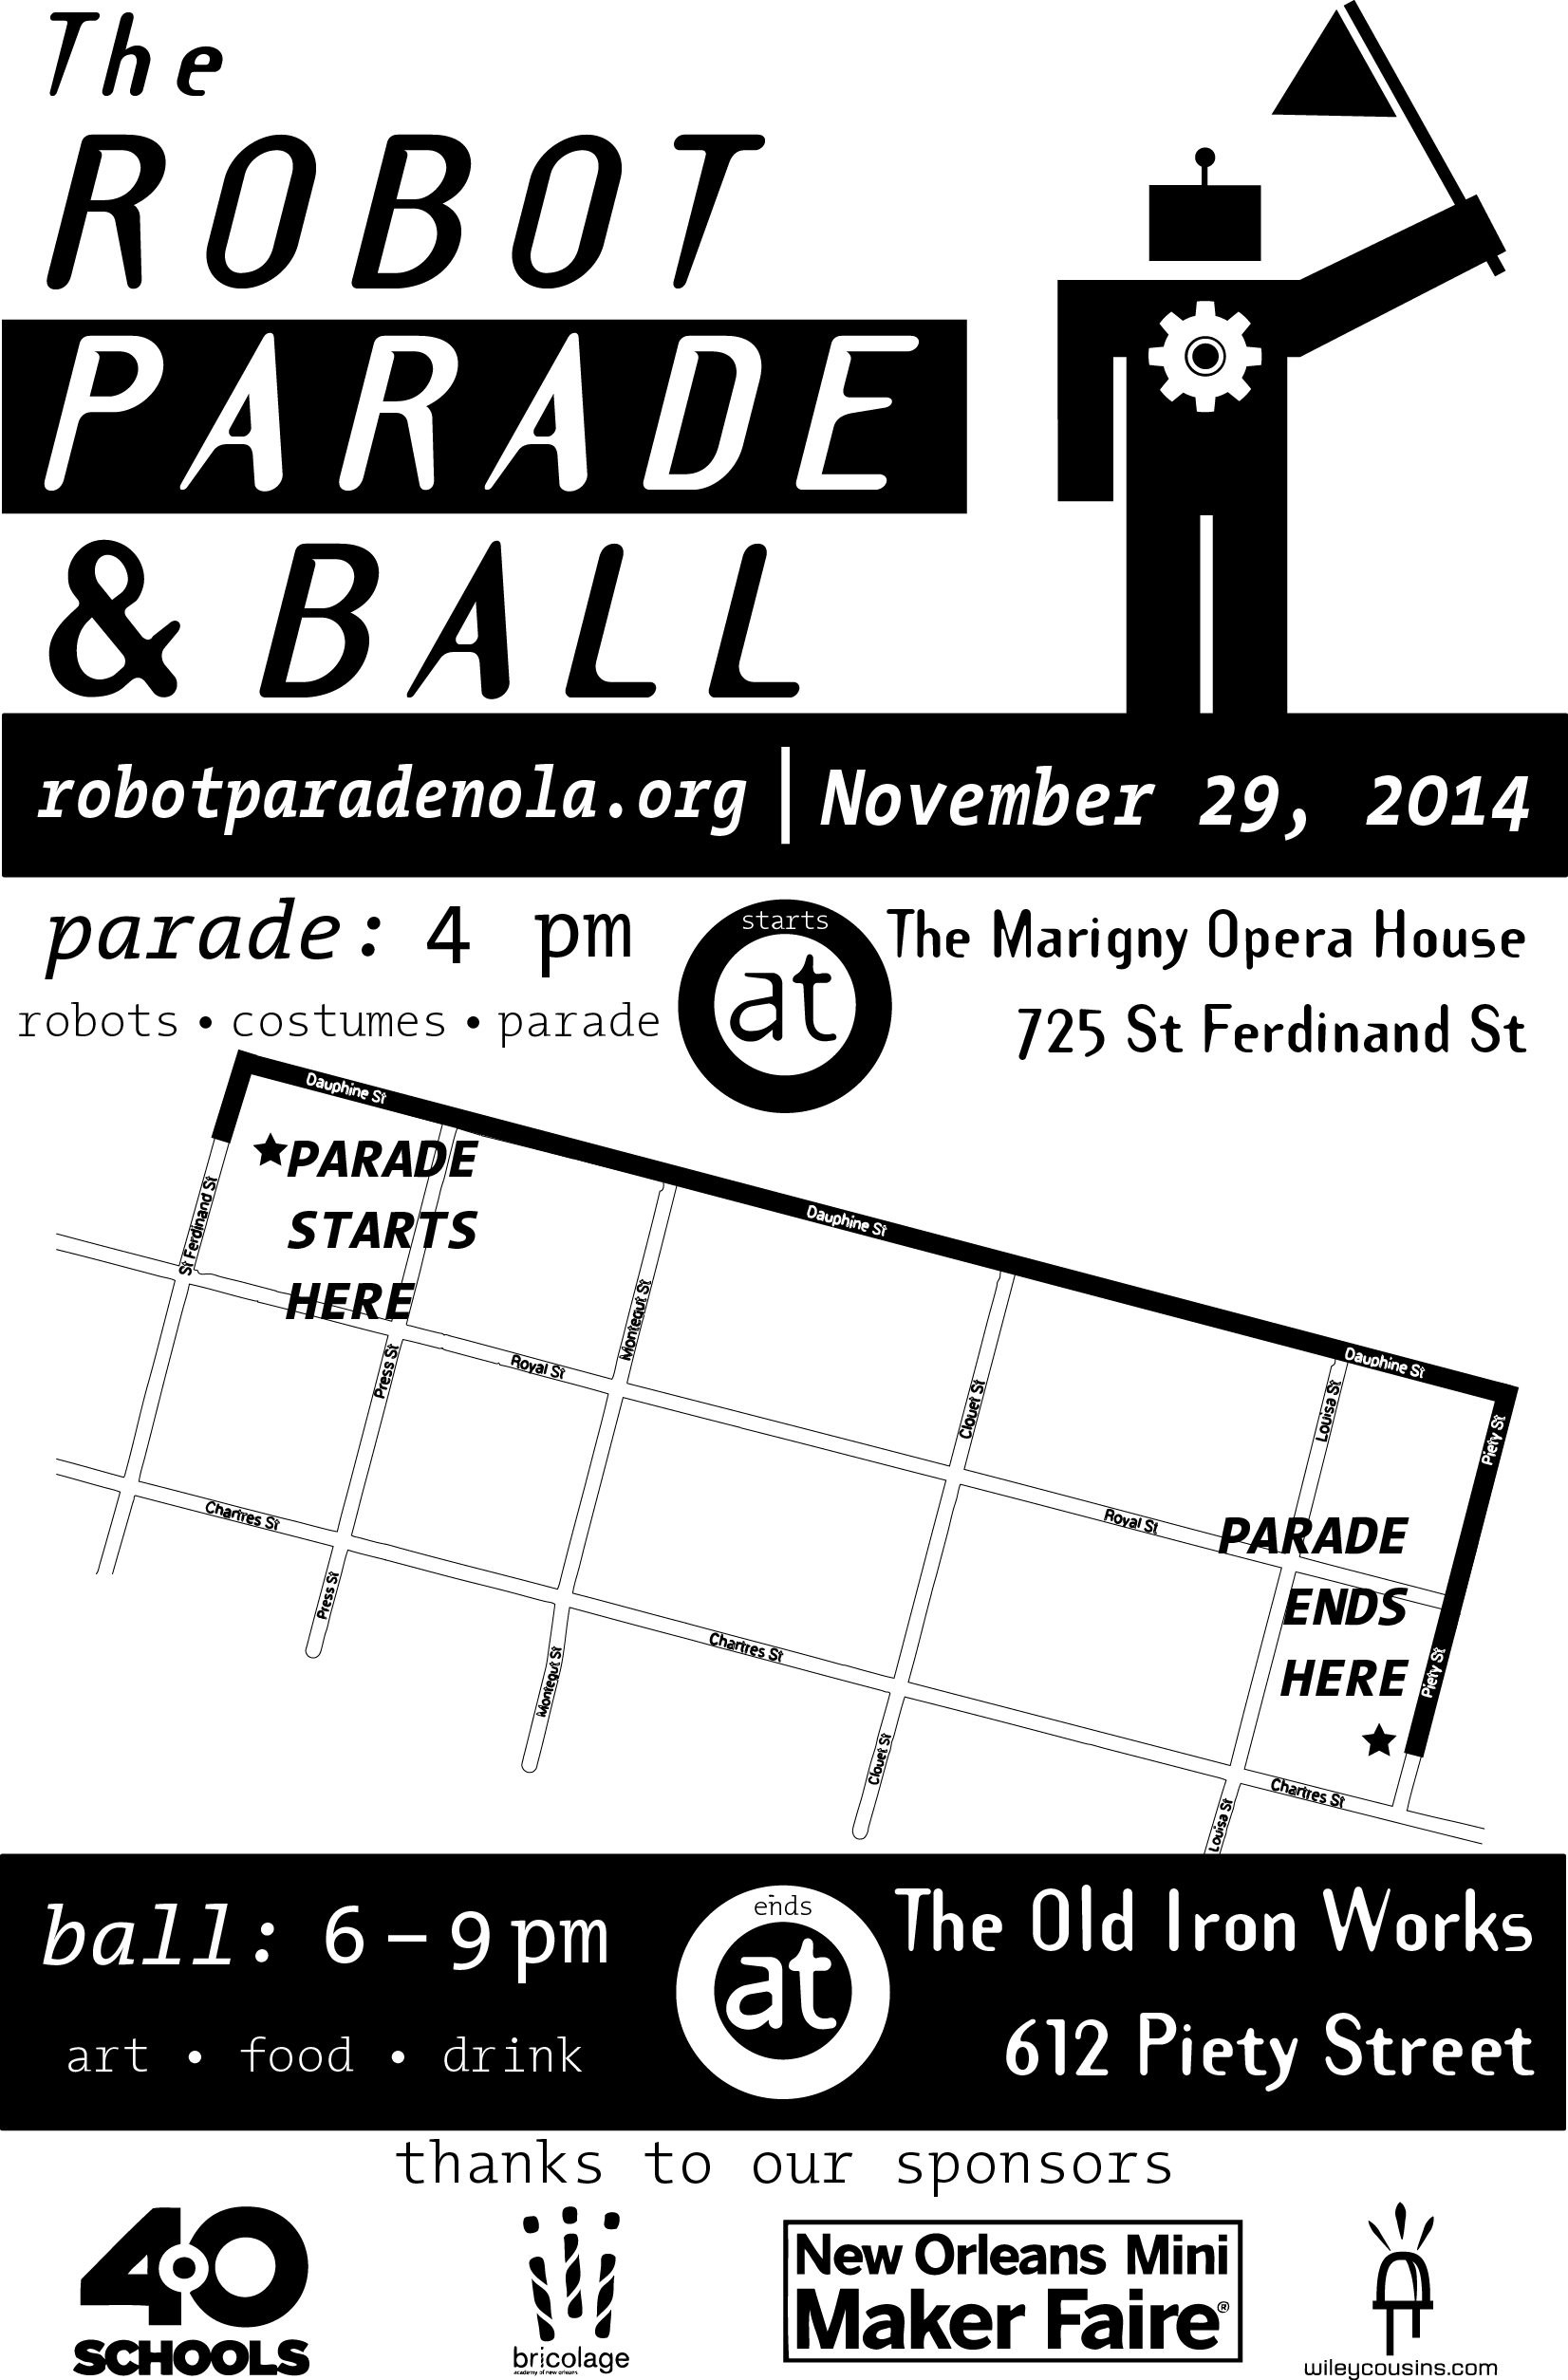 The
ROBOT
PARADE
& BALL
robotparadenola.org | November 29, 2014
parade: 4 pm
robots • costumes • parade
starts
at
The Marigny Opera House
725 St Ferdinand St
Dauphine St
PARADE
STARTS
HERE
St Ferdinand St
Dauphine St
Montegut St
Press St
Royal St
Clouet St
Dauphine St
Louisa St
Piety St
Chartres St
Royal St
PARADE
ENDS
HERE
Press St
Montegut St
Chartres St
Piety St
Clouet St
Chartres St
Louisa St
ball: 6 – 9 pm
art • food • drink
ends
at
The Old Iron Works
612 Piety Street
thanks to our sponsors
4.0
SCHOOLS
bricolage
academy of new orleans
New Orleans Mini
Maker Faire®
wileycousins.com